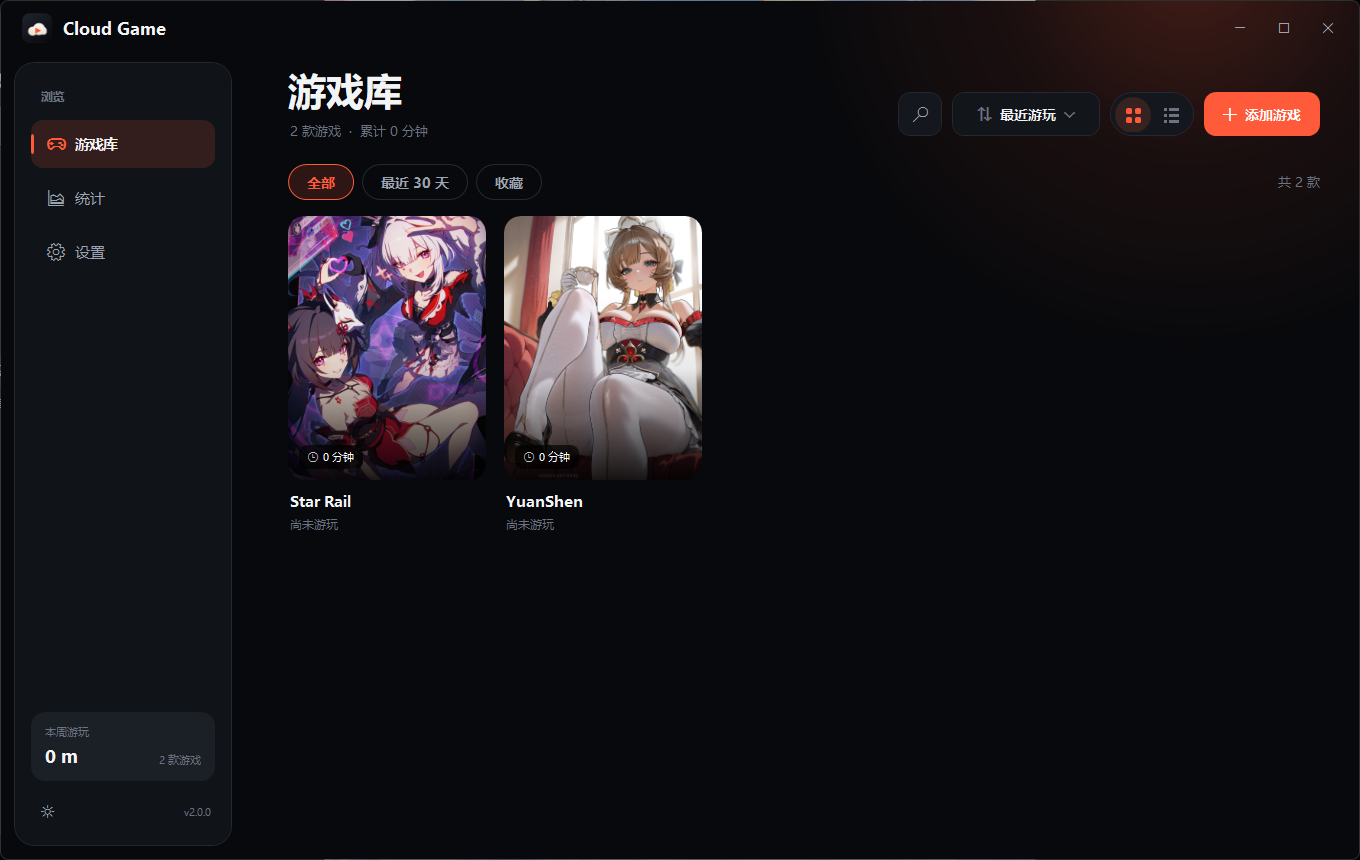 Cloud Game
浏览
游戏库
统计
设置
本周游玩
0 m
2 款游戏
v2.0.0
游戏库
2 款游戏 · 累计 0 分钟
最近游玩
添加游戏
全部
最近 30 天
收藏
共 2 款
0 分钟
Star Rail
尚未游玩
0 分钟
YuanShen
尚未游玩